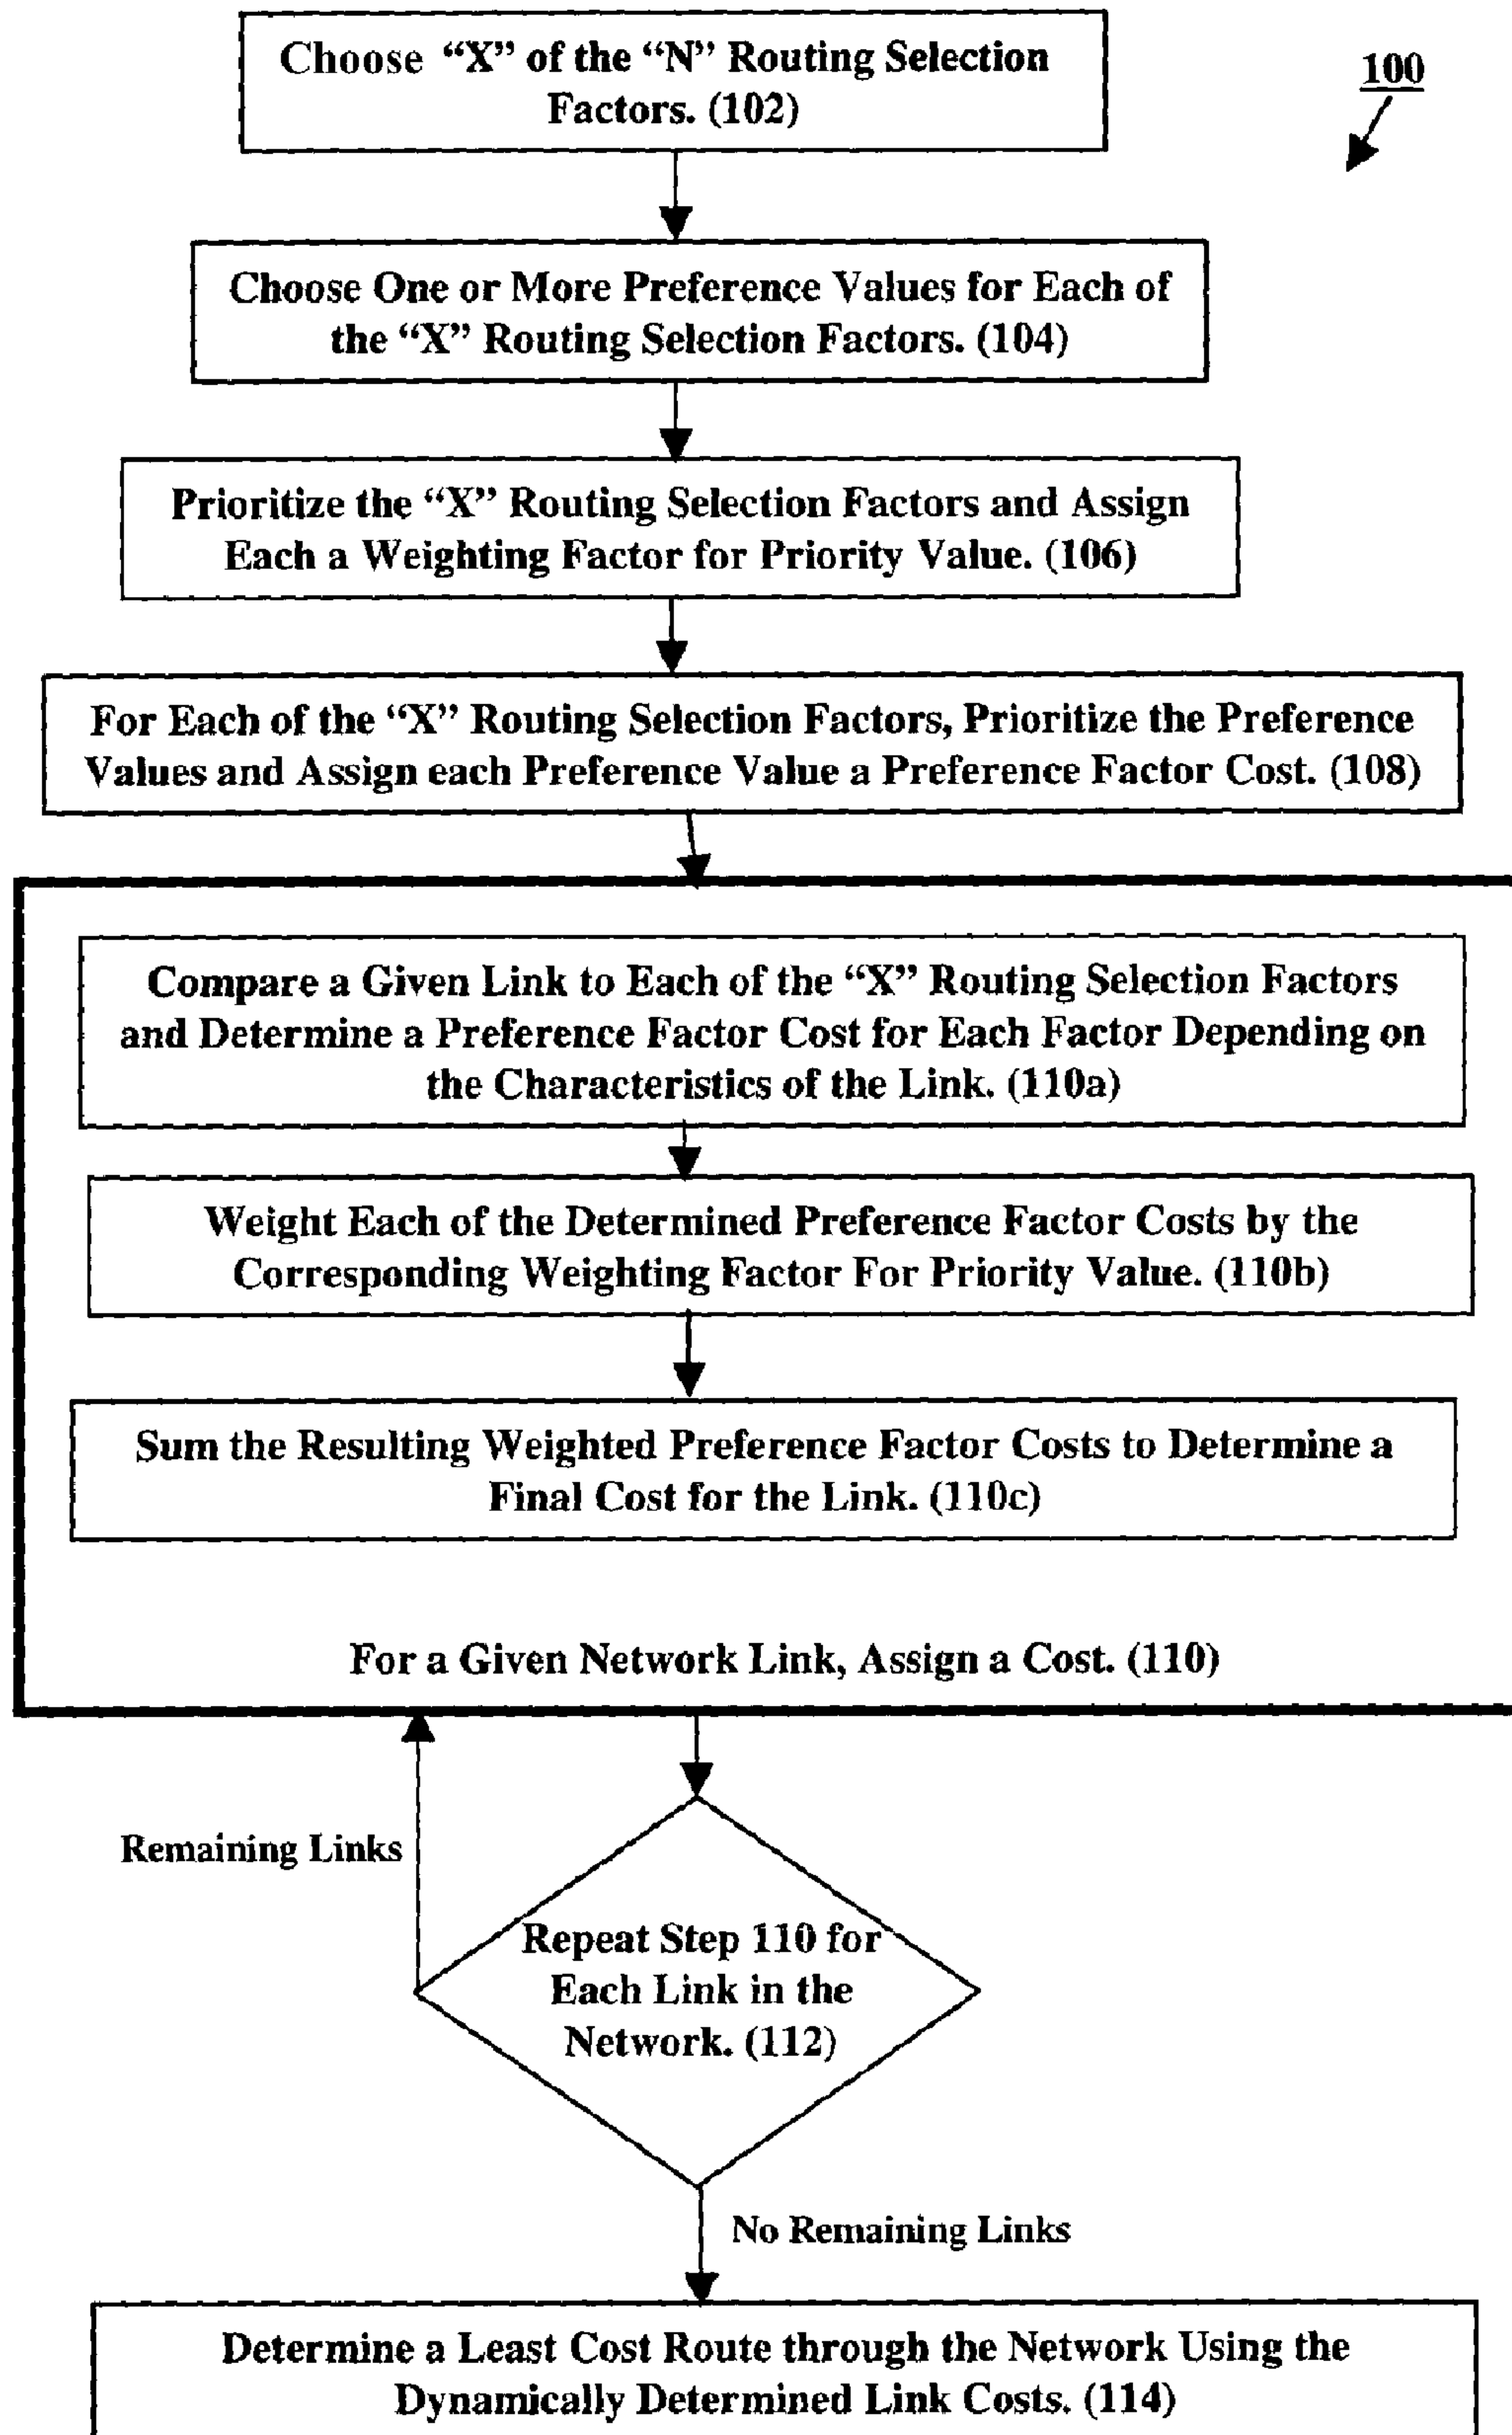 Choose “X” of the “N” Routing Selection
Factors. (102)
100
Choose One or More Preference Values for Each of
the “X” Routing Selection Factors. (104)
Prioritize the “X” Routing Selection Factors and Assign
Each a Weighting Factor for Priority Value. (106)
For Each of the “X” Routing Selection Factors, Prioritize the Preference
Values and Assign each Preference Value a Preference Factor Cost. (108)
Compare a Given Link to Each of the “X” Routing Selection Factors
and Determine a Preference Factor Cost for Each Factor Depending on
the Characteristics of the Link. (110a)
Weight Each of the Determined Preference Factor Costs by the
Corresponding Weighting Factor For Priority Value. (110b)
Sum the Resulting Weighted Preference Factor Costs to Determine a
Final Cost for the Link. (110c)
For a Given Network Link, Assign a Cost. (110)
Remaining Links
Repeat Step 110 for
Each Link in the
Network. (112)
No Remaining Links
Determine a Least Cost Route through the Network Using the
Dynamically Determined Link Costs. (114)